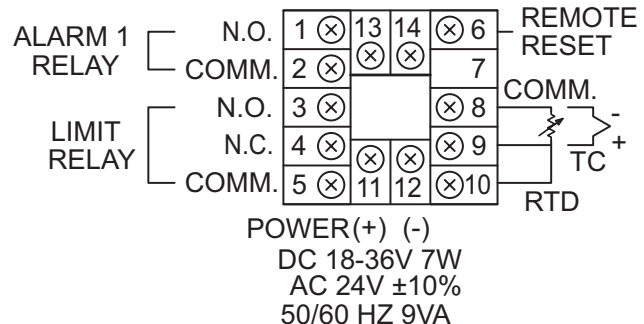 ALARM 1
RELAY
N.O.
COMM.
LIMIT
RELAY
N.O.
N.C.
COMM.
1 13 14 6
2 7
3 8
4 9
5 11 12 10
REMOTE
RESET
COMM.
-
+
TC
RTD
POWER (+) (-)
DC 18-36V 7W
AC 24V ±10%
50/60 HZ 9VA